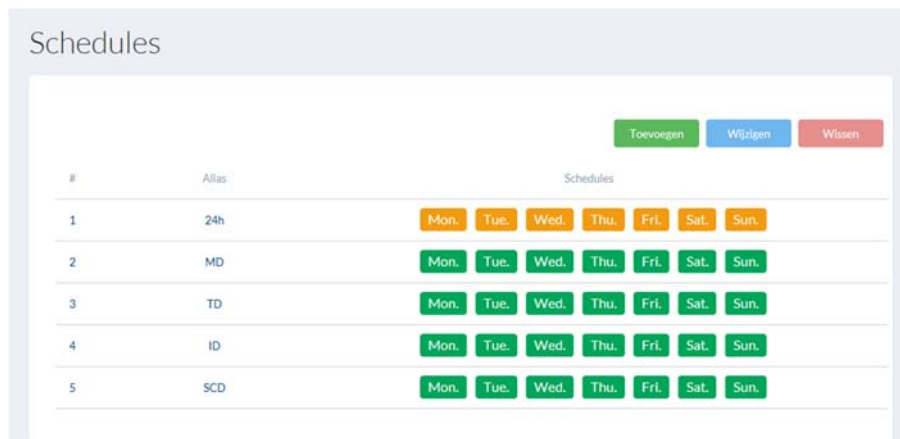 Schedules
Toevoegen Wijzigen Wissen
# Alias Schedules
1 24h Mon. Tue. Wed. Thu. Fri. Sat. Sun.
2 MD Mon. Tue. Wed. Thu. Fri. Sat. Sun.
3 TD Mon. Tue. Wed. Thu. Fri. Sat. Sun.
4 ID Mon. Tue. Wed. Thu. Fri. Sat. Sun.
5 SCD Mon. Tue. Wed. Thu. Fri. Sat. Sun.